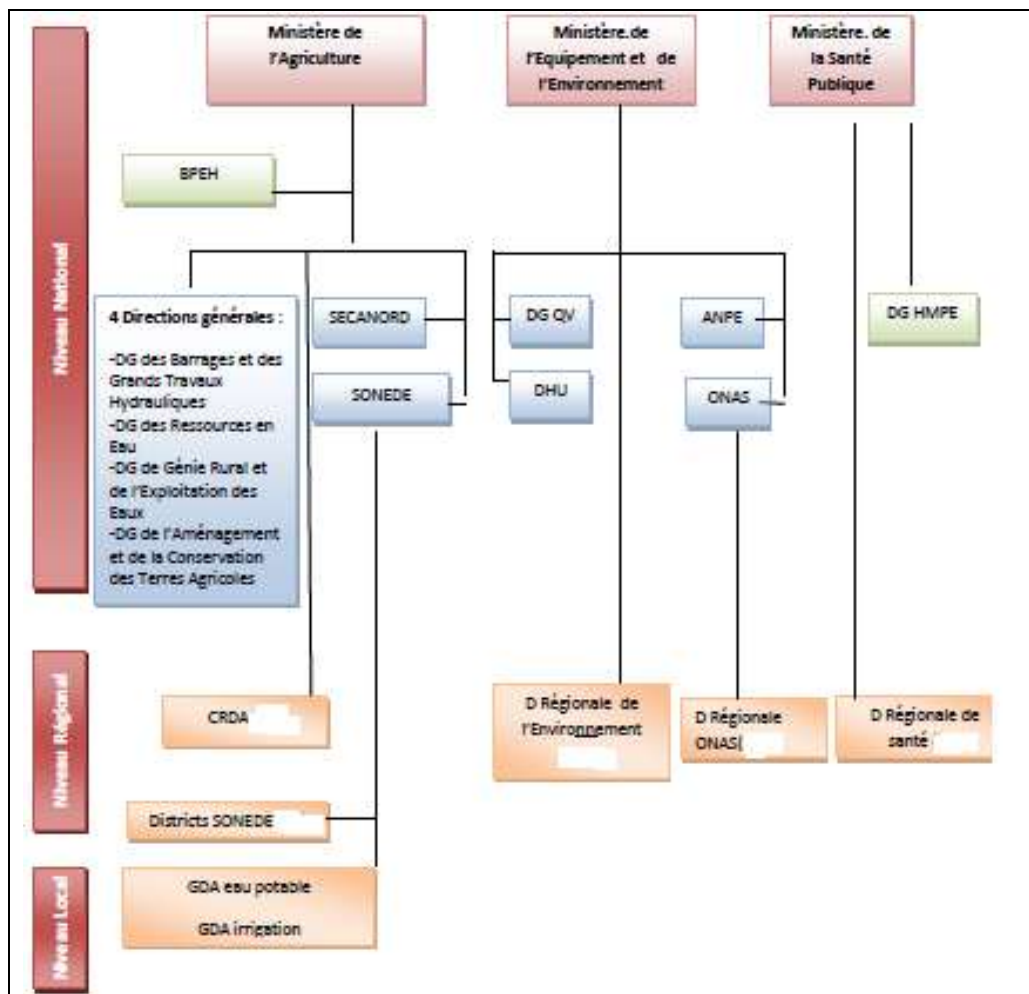 Ministère de
l'Agriculture
Ministère.de
l'Equipement et de
l'Environnement
Ministère. de
la Santé
Publique
Niveau National
BPEH
4 Directions générales :
-DG des Barrages et des
Grands Travaux
Hydrauliques
-DG des Ressources en
Eau
-DG de Génie Rural et
de l'Exploitation des
Eaux
-DG de l'Aménagement
et de la Conservation
des Terres Agricoles
SECANORD
SONEDE
DG QV
DHU
ANPE
ONAS
DG HMPE
Niveau Régional
CRDA
D Régionale de
l'Environnement
D Régionale
ONAS(
D Régionale de
santé
Districts SONEDE
Niveau Local
GDA eau potable
GDA irrigation